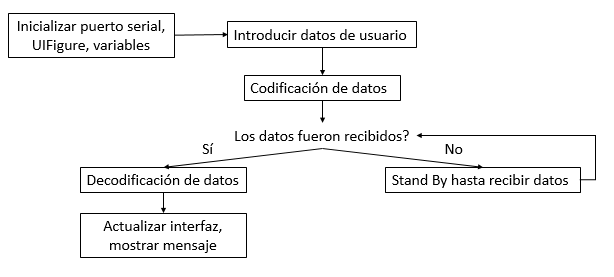 Inicializar puerto serial,
UIFigure, variables
Introducir datos de usuario
Codificación de datos
Los datos fueron recibidos?
Sí
No
Decodificación de datos
Stand By hasta recibir datos
Actualizar interfaz,
mostrar mensaje